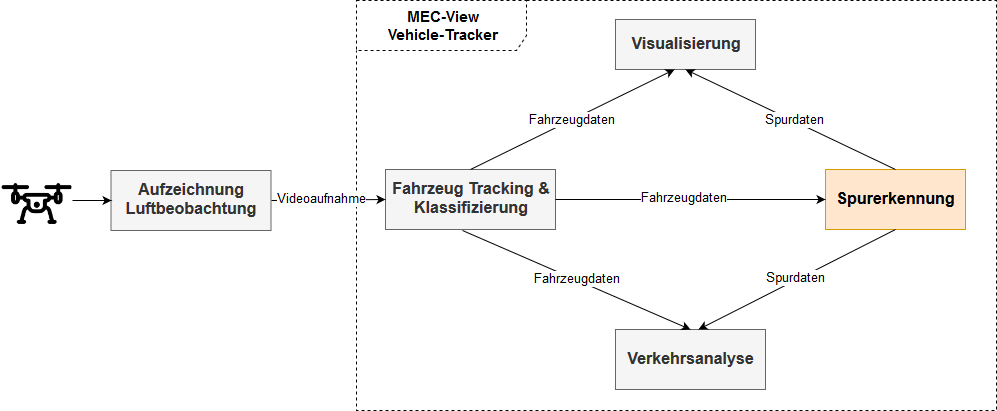 MEC-View
Vehicle-Tracker
Visualisierung
Fahrzeugdaten
Spurdaten
Aufzeichnung
Luftbeobachtung
Videoaufnahme
Fahrzeug Tracking &
Klassifizierung
Fahrzeugdaten
Spurerkennung
Fahrzeugdaten
Spurdaten
Verkehrsanalyse